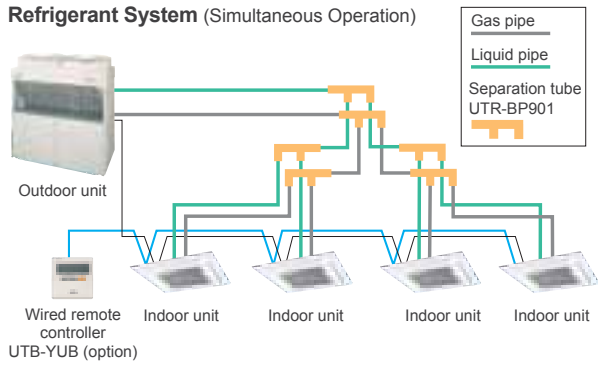 Refrigerant System (Simultaneous Operation)
Gas pipe
Liquid pipe
Separation tube
UTR-BP901
Outdoor unit
Wired remote
controller
UTB-YUB (option)
Indoor unit
Indoor unit
Indoor unit
Indoor unit